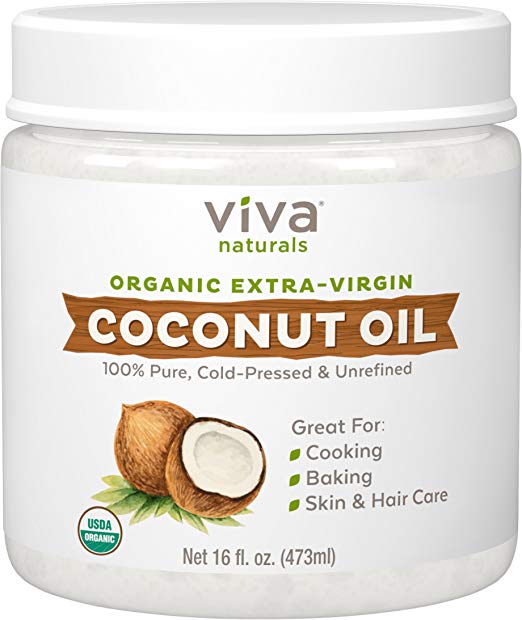 viva®
naturals
ORGANIC EXTRA-VIRGIN
COCONUT OIL
100% Pure, Cold-Pressed & Unrefined
Great For:
Cooking
Baking
Skin & Hair Care
USDA
ORGANIC
Net 16 fl. oz. (473ml)